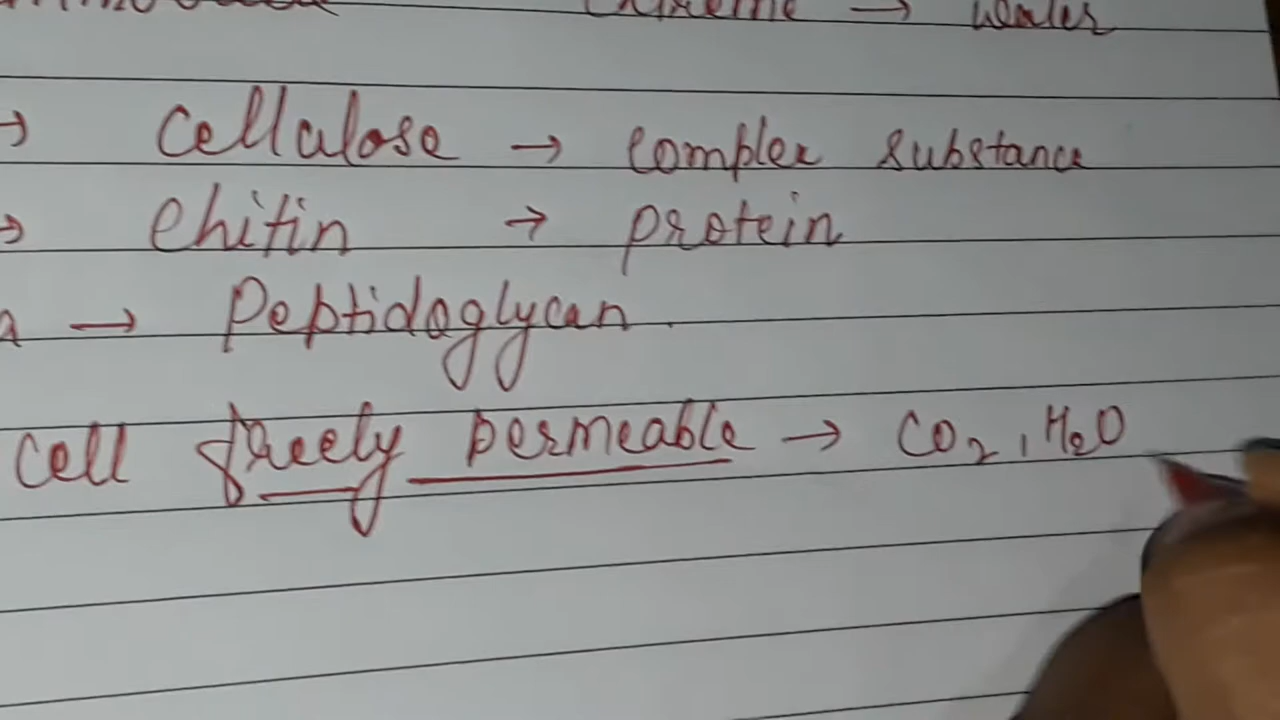 → Cellulose → complex substance
→ Chitin → protein
→ Peptidoglycan
Cell freely permeable → CO2, H2O